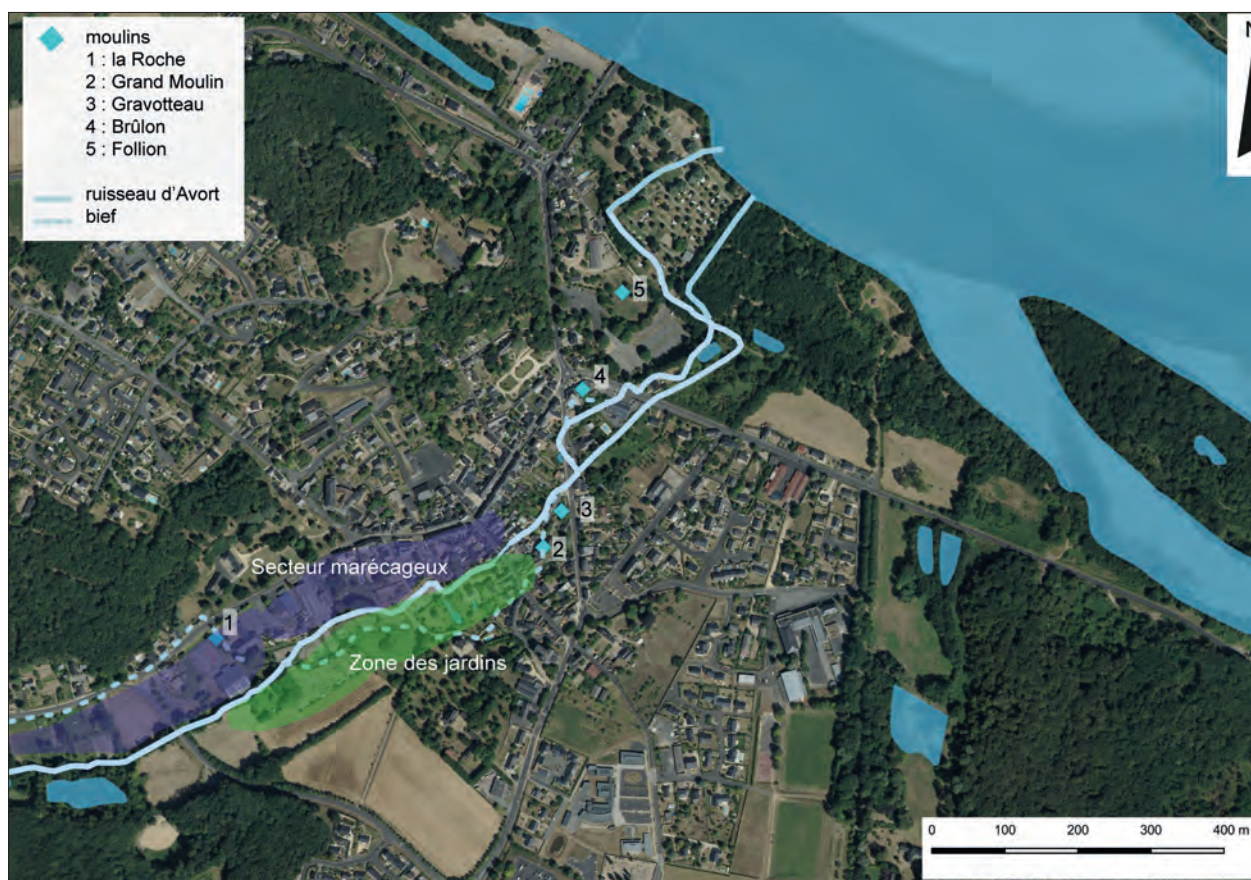 moulins
1 : la Roche
2 : Grand Moulin
3 : Gravotteau
4 : Brûlon
5 : Follion
ruisseau d'Avort
bief
N
5
4
3
2
Secteur marécageux
1
Zone des jardins
0 100 200 300 400 m